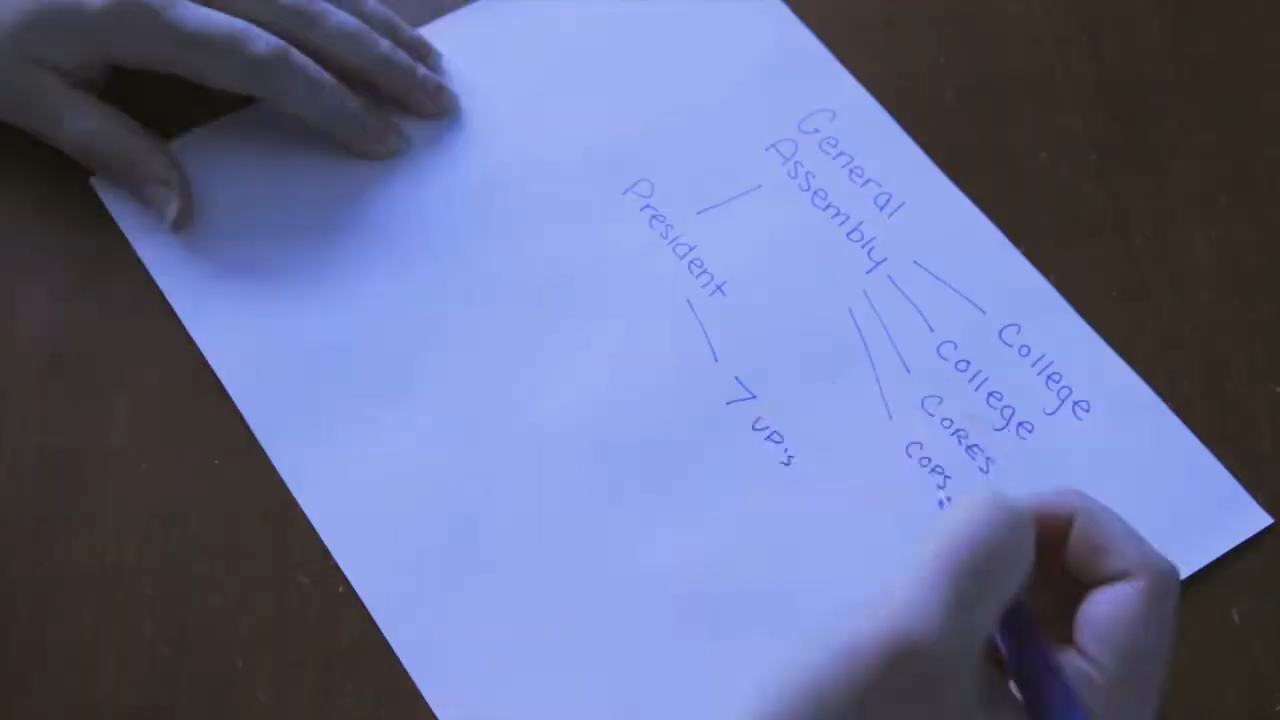 General
Assembly
President
College
College
CORES
COPS:
7 VP's